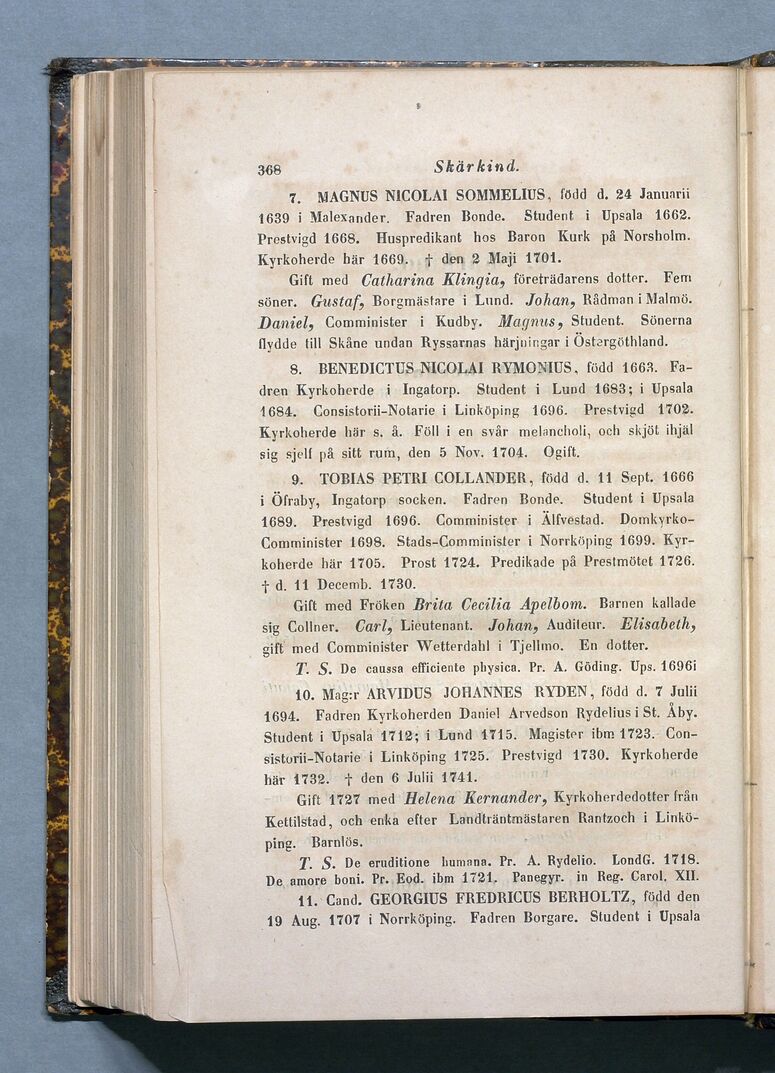 368 Skärkind.
7. MAGNUS NICOLAI SOMMELIUS, född d. 24 Januarii
1639 i Malexander. Fadren Bonde. Student i Upsala 1662.
Prestvigd 1668. Huspredikant hos Baron Kurk på Norsholm.
Kyrkoherde här 1669. † den 2 Maji 1701.
Gift med Catharina Klingia, företrädarens dotter. Fem
söner. Gustaf, Borgmästare i Lund. Johan, Rådman i Malmö.
Daniel, Comminister i Kudby. Magnus, Student. Sönerna
flydde till Skåne undan Ryssarnas härjningar i Östergöthland.
8. BENEDICTUS NICOLAI RYMONIUS, född 1663. Fa-
dren Kyrkoherde i Ingatorp. Student i Lund 1683; i Upsala
1684. Consistorii-Notarie i Linköping 1696. Prestvigd 1702.
Kyrkoherde här s. å. Föll i en svår melancholi, och skjöt ihjäl
sig sjelf på sitt rum, den 5 Nov. 1704. Ogift.
9. TOBIAS PETRI COLLANDER, född d. 11 Sept. 1666
i Öfraby, Ingatorp socken. Fadren Bonde. Student i Upsala
1689. Prestvigd 1696. Comminister i Älfvestad. Domkyrko-
Comminister 1698. Stads-Comminister i Norrköping 1699. Kyr-
koherde här 1705. Prost 1724. Predikade på Prestmötet 1726.
† d. 11 Decemb. 1730.
Gift med Fröken Brita Cecilia Apelbom. Barnen kallade
sig Collner. Carl, Lieutenant. Johan, Auditeur. Elisabeth,
gift med Comminister Wetterdahl i Tjellmo. En dotter.
T. S. De caussa efficiente physica. Pr. A. Göding. Ups. 1696i
10. Mag:r ARVIDUS JOHANNES RYDEN, född d. 7 Julii
1694. Fadren Kyrkoherden Daniel Arvedson Rydelius i St. Åby.
Student i Upsala 1712; i Lund 1715. Magister ibm 1723. Con-
sistorii-Notarie i Linköping 1725. Prestvigd 1730. Kyrkoherde
här 1732. † den 6 Julii 1741.
Gift 1727 med Helena Kernander, Kyrkoherdedotter från
Kettilstad, och enka efter Landträntmästaren Rantzoch i Linkö-
ping. Barnlös.
T. S. De eruditione humana. Pr. A. Rydelio. LondG. 1718.
De amore boni. Pr. Eod. ibm 1721. Panegyr. in Reg. Carol. XII.
11. Cand. GEORGIUS FREDRICUS BERHOLTZ, född den
19 Aug. 1707 i Norrköping. Fadren Borgare. Student i Upsala